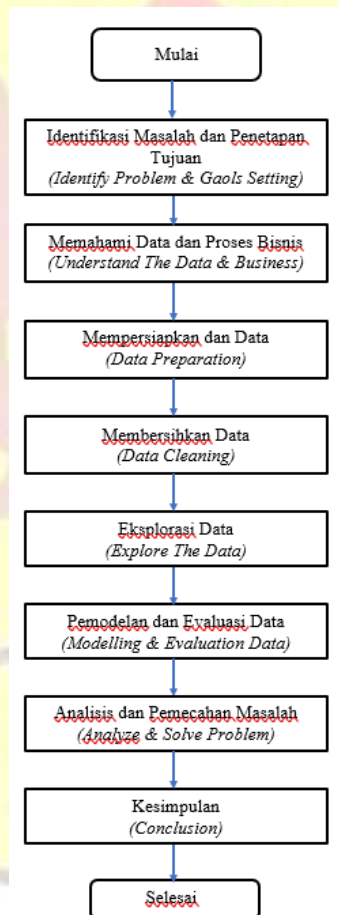 Mulai
Identifikasi Masalah dan Penetapan
Tujuan
(Identify Problem & Gaols Setting)
Memahami Data dan Proses Bisnis
(Understand The Data & Business)
Mempersiapkan dan Data
(Data Preparation)
Membersihkan Data
(Data Cleaning)
Eksplorasi Data
(Explore The Data)
Pemodelan dan Evaluasi Data
(Modelling & Evaluation Data)
Analisis dan Pemecahan Masalah
(Analyze & Solve Problem)
Kesimpulan
(Conclusion)
Selesai